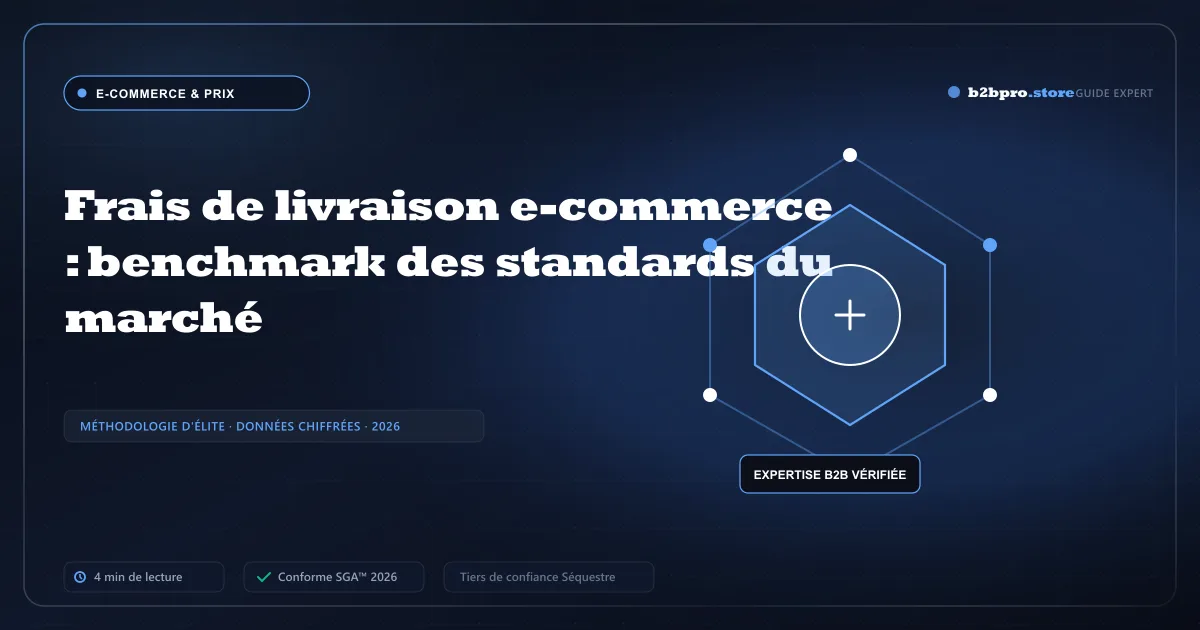 E-COMMERCE & PRIX
b2bpro.store GUIDE EXPERT
Frais de livraison e-commerce
: benchmark des standards du
marché
MÉTHODOLOGIE D'ÉLITE · DONNÉES CHIFFRÉES · 2026
EXPERTISE B2B VÉRIFIÉE
4 min de lecture
Conforme SGA™ 2026
Tiers de confiance Séquestre